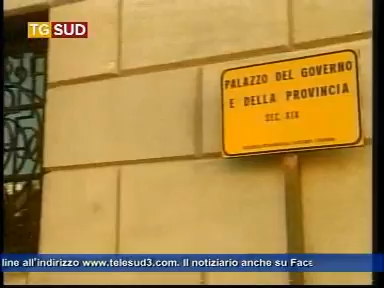 TG SUD
PALAZZO DEL GOVERNO
E DELLA PROVINCIA
SEC. XIX
line all'indirizzo www.telesud3.com. Il notiziario anche su Face